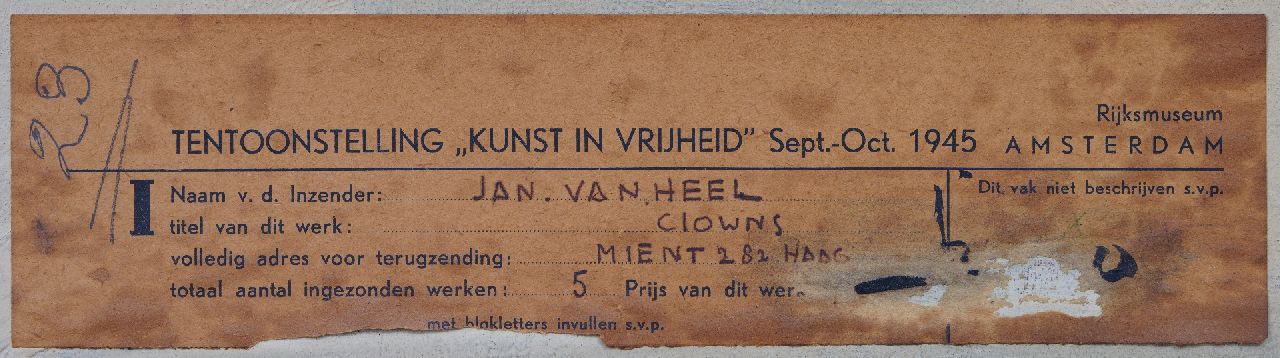 23
Rijksmuseum
TENTOONSTELLING „KUNST IN VRIJHEID” Sept.-Oct. 1945 AMSTERDAM
I
Naam v. d. Inzender: JAN. VAN HEEL
Dit vak niet beschrijven s.v.p.
titel van dit werk: ClOWNS
volledig adres voor terugzending: MIENT 282 HAAG
totaal aantal ingezonden werken: 5 Prijs van dit wer
met blokletters invullen s.v.p.